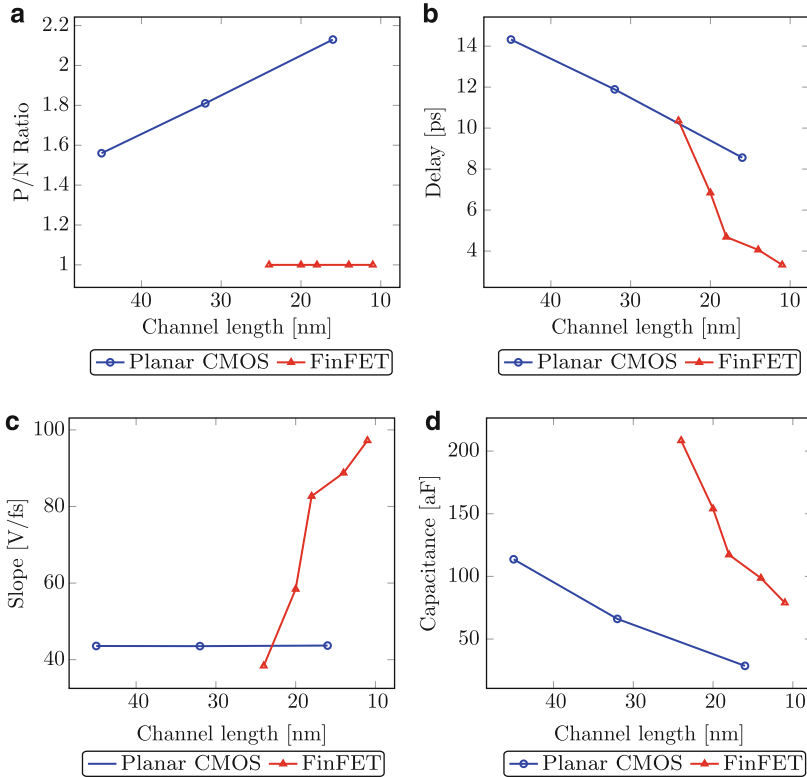 a
2.2
2
1.8
1.6
1.4
1.2
1
P/N Ratio
40 30 20 10
Channel length [nm]
Planar CMOS FinFET
b
14
12
10
8
6
4
Delay [ps]
40 30 20 10
Channel length [nm]
Planar CMOS FinFET
c
100
80
60
40
Slope [V/fs]
40 30 20 10
Channel length [nm]
Planar CMOS FinFET
d
200
150
100
50
Capacitance [aF]
40 30 20 10
Channel length [nm]
Planar CMOS FinFET